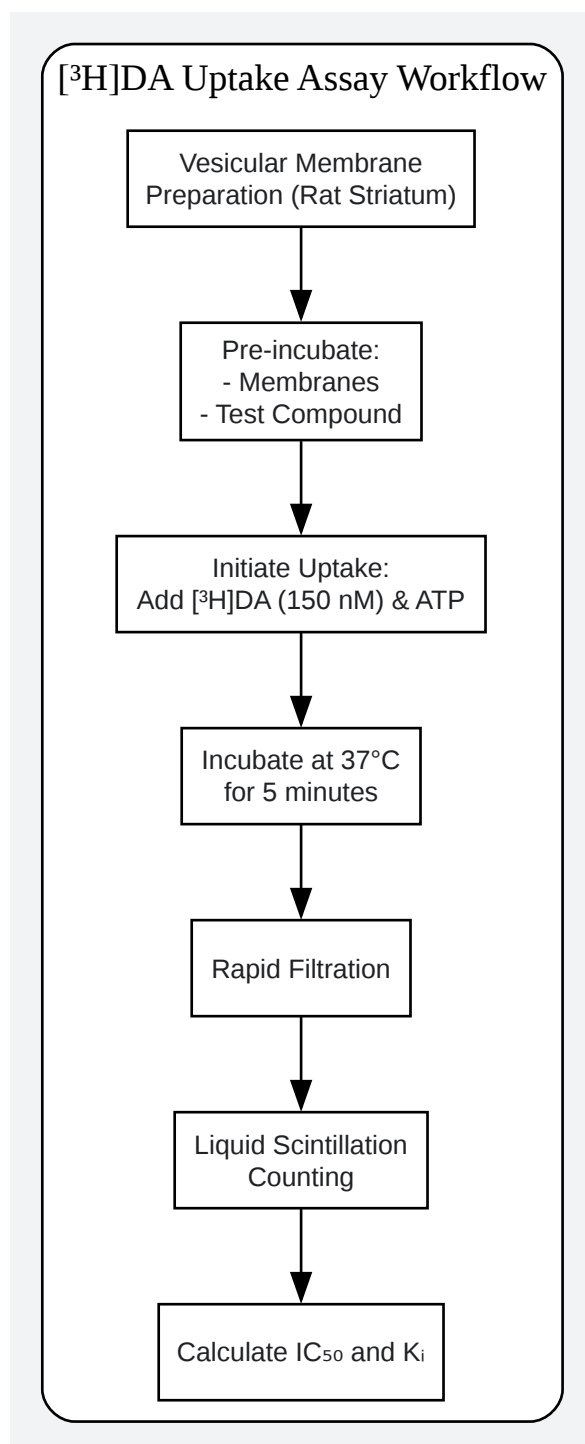 [³H]DA Uptake Assay Workflow
Vesicular Membrane
Preparation (Rat Striatum)
Pre-incubate:
- Membranes
- Test Compound
Initiate Uptake:
Add [³H]DA (150 nM) & ATP
Incubate at 37°C
for 5 minutes
Rapid Filtration
Liquid Scintillation
Counting
Calculate IC₅₀ and Kᵢ